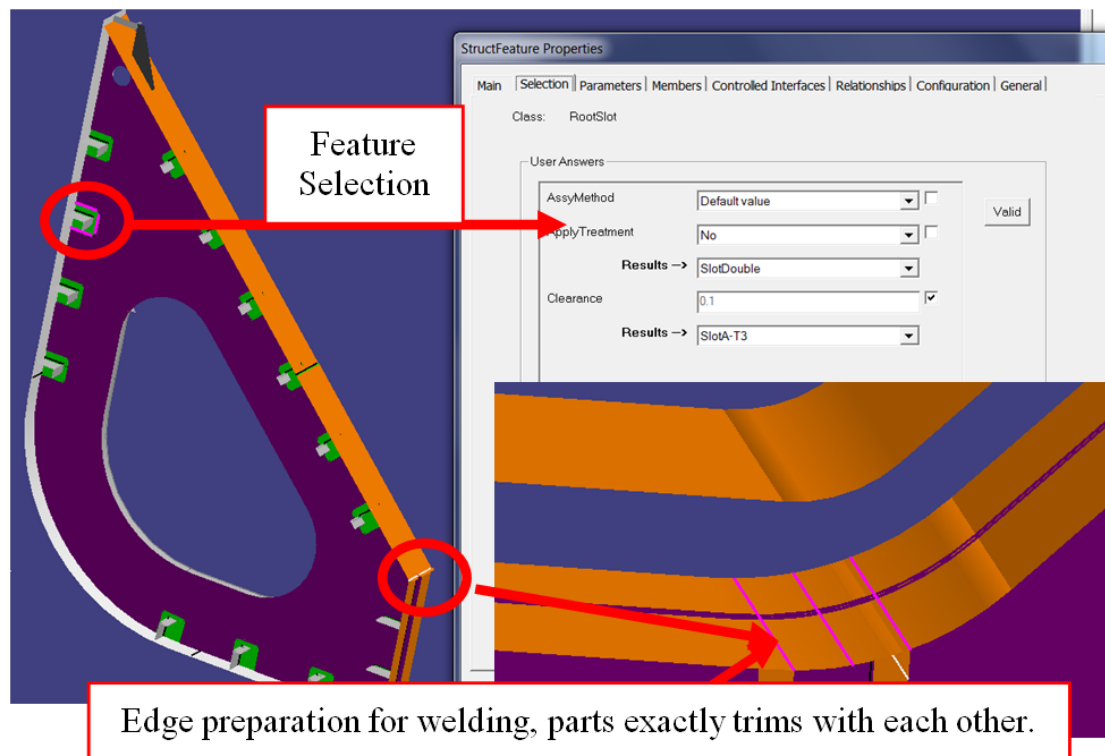 StructFeature Properties
Main Selection Parameters Members Controlled Interfaces Relationships Configuration General
Class: RootSlot
Feature
Selection
User Answers
AssyMethod Default value
Valid
ApplyTreatment No
Results --> SlotDouble
Clearance 0.1
Results --> SlotA-T3
Edge preparation for welding, parts exactly trims with each other.